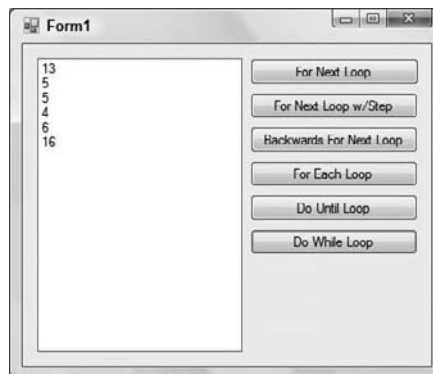 Form1
13
5
5
4
6
16
For Next Loop
For Next Loop w/Step
Backwards For Next Loop
For Each Loop
Do Until Loop
Do While Loop